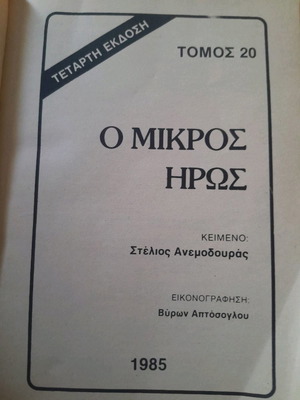 ΤΕΤΑΡΤΗ ΕΚΔΟΣΗ
ΤΟΜΟΣ 20
Ο ΜΙΚΡΟΣ
ΗΡΩΣ
ΚΕΙΜΕΝΟ:
Στέλιος Ανεμοδουράς
ΕΙΚΟΝΟΓΡΑΦΗΣΗ:
Βύρων Απτόσογλου
1985